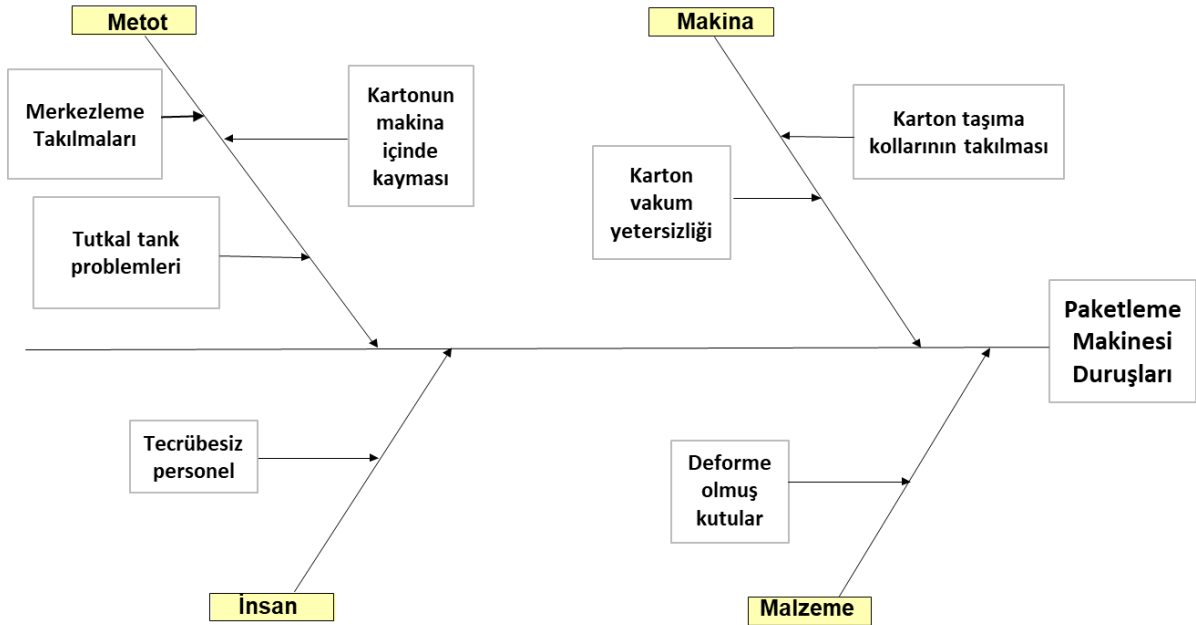 Metot
Makina
Merkezleme
Takılmaları
Kartonun
makina
içinde
kayması
Karton taşıma
kollarının takılması
Karton
vakum
yetersizliği
Tutkal tank
problemleri
Paketleme
Makinesi
Duruşları
Tecrübesiz
personel
Deforme
olmuş
kutular
İnsan
Malzeme